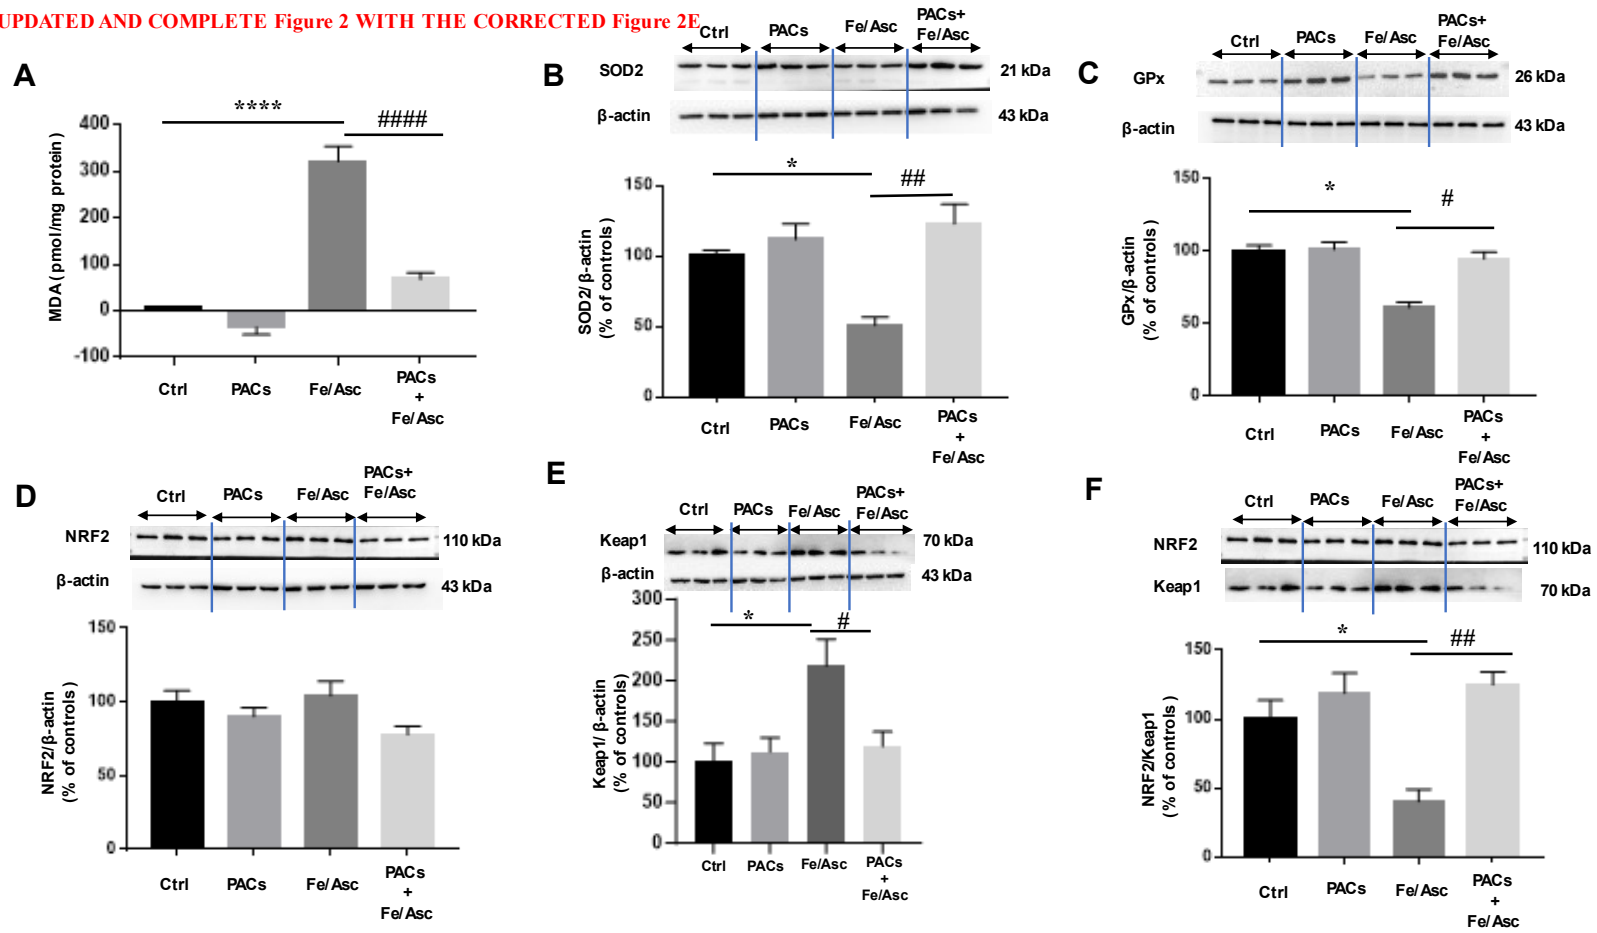 UPDATED AND COMPLETE Figure 2 WITH THE CORRECTED Figure 2E
A
****
####
MDA ( pmol/mg protein)
400
300
200
100
0
-100
Ctrl
PACs
Fe/Asc
PACs
+
Fe/Asc
B
Ctrl
PACs
Fe/Asc
PACs+
Fe/Asc
SOD2
21 kDa
β-actin
43 kDa
*
##
SOD2/ β-actin
(% of controls )
150
100
50
0
Ctrl
PACs
Fe/Asc
PACs
+
Fe/Asc
C
Ctrl
PACs
Fe/Asc
PACs+
Fe/Asc
GPx
26 kDa
β-actin
43 kDa
*
#
GPx/β-actin
(% of controls )
150
100
50
0
Ctrl
PACs
Fe/Asc
PACs
+
Fe/Asc
D
Ctrl
PACs
Fe/Asc
PACs+
Fe/Asc
NRF2
110 kDa
β-actin
43 kDa
NRF2/β-actin
(% of controls )
150
100
50
0
Ctrl
PACs
Fe/Asc
PACs
+
Fe/Asc
E
Ctrl
PACs
Fe/Asc
PACs+
Fe/Asc
Keap1
70 kDa
β-actin
43 kDa
*
#
Keap1/ β-actin
(% of controls)
300
250
200
150
100
50
0
Ctrl
PACs
Fe/Asc
PACs
+
Fe/Asc
F
Ctrl
PACs
Fe/Asc
PACs+
Fe/Asc
NRF2
110 kDa
Keap1
70 kDa
*
##
NRF2/Keap1
(% of controls )
150
100
50
0
Ctrl
PACs
Fe/Asc
PACs
+
Fe/Asc